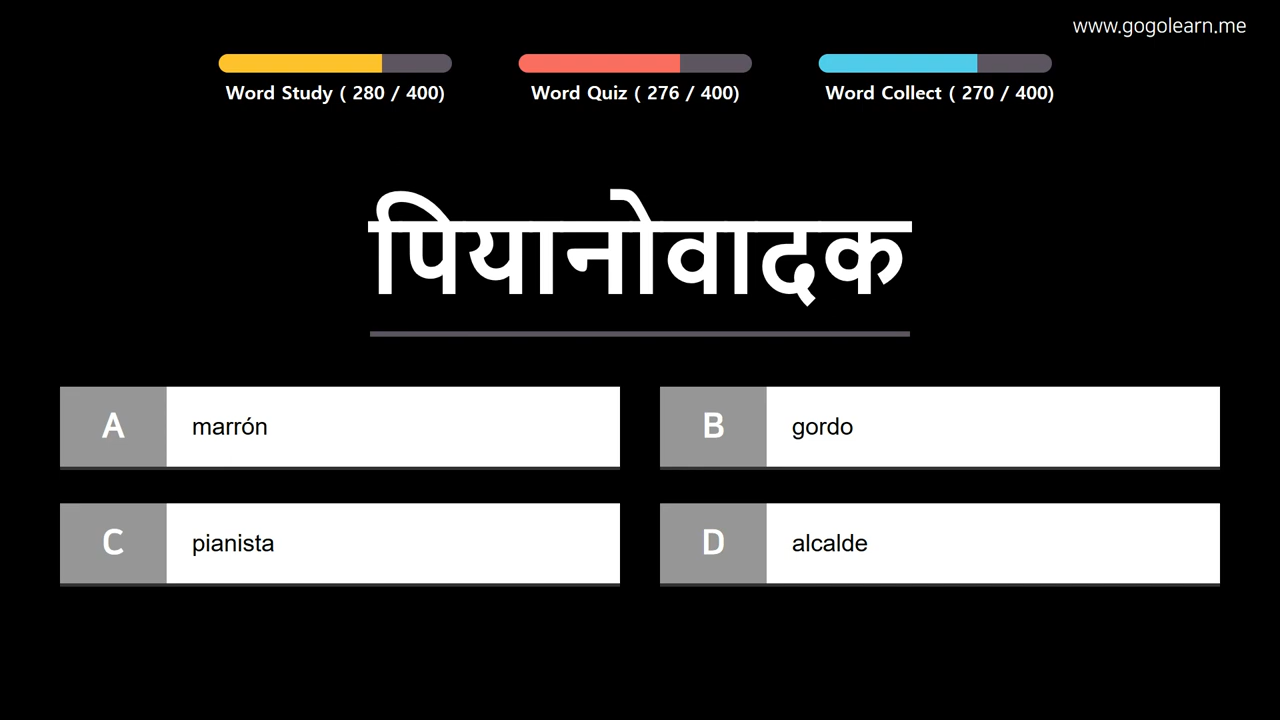 www.gogolearn.me
Word Study ( 280 / 400)
Word Quiz ( 276 / 400)
Word Collect ( 270 / 400)
पियानोवादक
A marrón
B gordo
C pianista
D alcalde